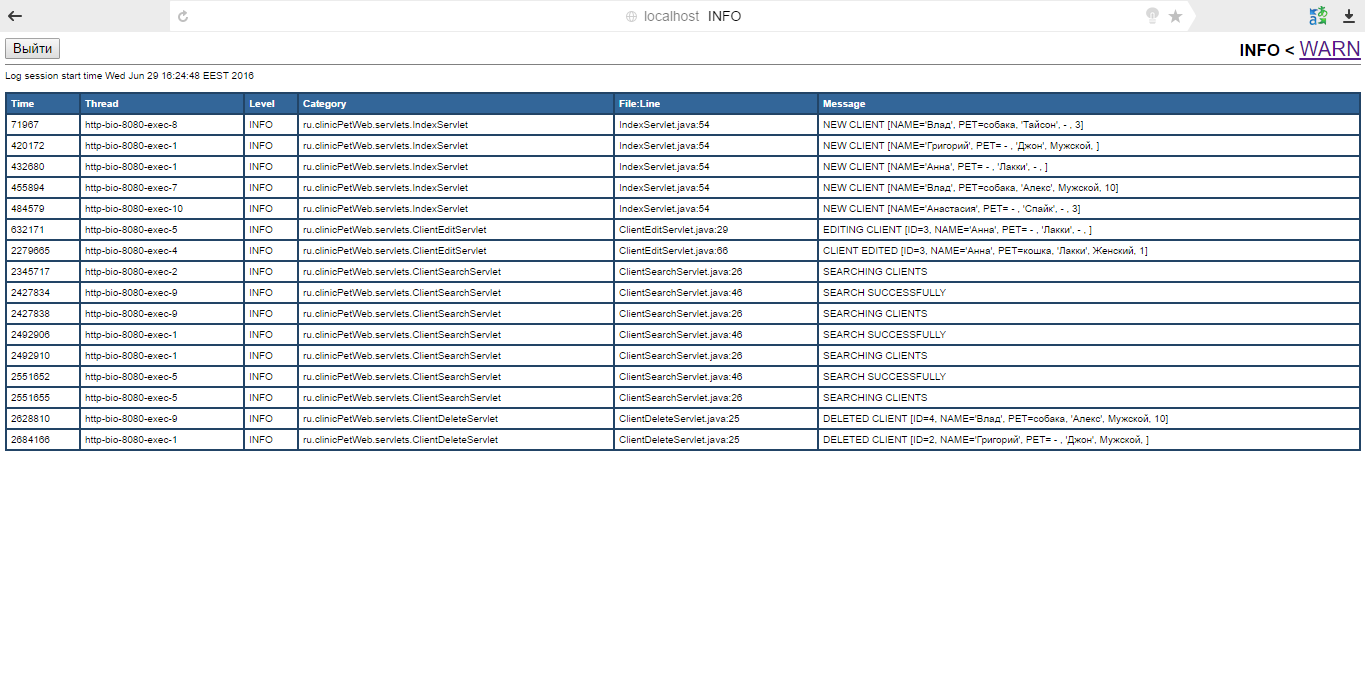 localhost INFO
Выйти INFO < WARN
Log session start time Wed Jun 29 16:24:48 EEST 2016
Time Thread Level Category File:Line Message
71967 http-bio-8080-exec-8 INFO ru.clinicPetWeb.servlets.IndexServlet IndexServlet.java:54 NEW CLIENT [NAME='Влад', PET=собака, 'Тайсон', - , 3]
420172 http-bio-8080-exec-1 INFO ru.clinicPetWeb.servlets.IndexServlet IndexServlet.java:54 NEW CLIENT [NAME='Григорий', PET= - , 'Джон', Мужской, ]
432680 http-bio-8080-exec-1 INFO ru.clinicPetWeb.servlets.IndexServlet IndexServlet.java:54 NEW CLIENT [NAME='Анна', PET= - , 'Лакки', - , ]
455894 http-bio-8080-exec-7 INFO ru.clinicPetWeb.servlets.IndexServlet IndexServlet.java:54 NEW CLIENT [NAME='Влад', PET=собака, 'Алекс', Мужской, 10]
484579 http-bio-8080-exec-10 INFO ru.clinicPetWeb.servlets.IndexServlet IndexServlet.java:54 NEW CLIENT [NAME='Анастасия', PET= - , 'Спайк', - , 3]
632171 http-bio-8080-exec-5 INFO ru.clinicPetWeb.servlets.ClientEditServlet ClientEditServlet.java:29 EDITING CLIENT [ID=3, NAME='Анна', PET= - , 'Лакки', - , ]
2279665 http-bio-8080-exec-4 INFO ru.clinicPetWeb.servlets.ClientEditServlet ClientEditServlet.java:66 CLIENT EDITED [ID=3, NAME='Анна', PET=кошка, 'Лакки', Женский, 1]
2345717 http-bio-8080-exec-2 INFO ru.clinicPetWeb.servlets.ClientSearchServlet ClientSearchServlet.java:26 SEARCHING CLIENTS
2427834 http-bio-8080-exec-9 INFO ru.clinicPetWeb.servlets.ClientSearchServlet ClientSearchServlet.java:46 SEARCH SUCCESSFULLY
2427838 http-bio-8080-exec-9 INFO ru.clinicPetWeb.servlets.ClientSearchServlet ClientSearchServlet.java:26 SEARCHING CLIENTS
2492906 http-bio-8080-exec-1 INFO ru.clinicPetWeb.servlets.ClientSearchServlet ClientSearchServlet.java:46 SEARCH SUCCESSFULLY
2492910 http-bio-8080-exec-1 INFO ru.clinicPetWeb.servlets.ClientSearchServlet ClientSearchServlet.java:26 SEARCHING CLIENTS
2551652 http-bio-8080-exec-5 INFO ru.clinicPetWeb.servlets.ClientSearchServlet ClientSearchServlet.java:46 SEARCH SUCCESSFULLY
2551655 http-bio-8080-exec-5 INFO ru.clinicPetWeb.servlets.ClientSearchServlet ClientSearchServlet.java:26 SEARCHING CLIENTS
2628810 http-bio-8080-exec-9 INFO ru.clinicPetWeb.servlets.ClientDeleteServlet ClientDeleteServlet.java:25 DELETED CLIENT [ID=4, NAME='Влад', PET=собака, 'Алекс', Мужской, 10]
2684166 http-bio-8080-exec-1 INFO ru.clinicPetWeb.servlets.ClientDeleteServlet ClientDeleteServlet.java:25 DELETED CLIENT [ID=2, NAME='Григорий', PET= - , 'Джон', Мужской, ]